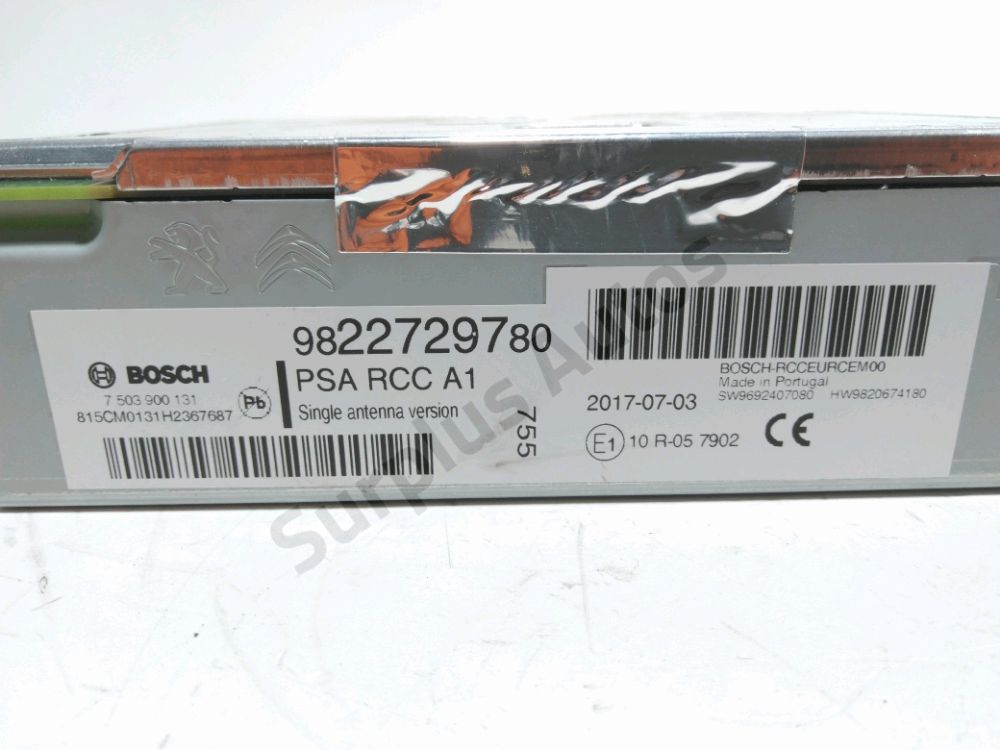 9822729780
BOSCH
PSA RCC A1
7 503 900 131
815CM0131H2367687
Pb
Single antenna version
755
BOSCH-RCCEURCEM00
Made in Portugal
SW9692407080 HW9820674180
2017-07-03
E1 10 R-05 7902 CE
Surplus Autos